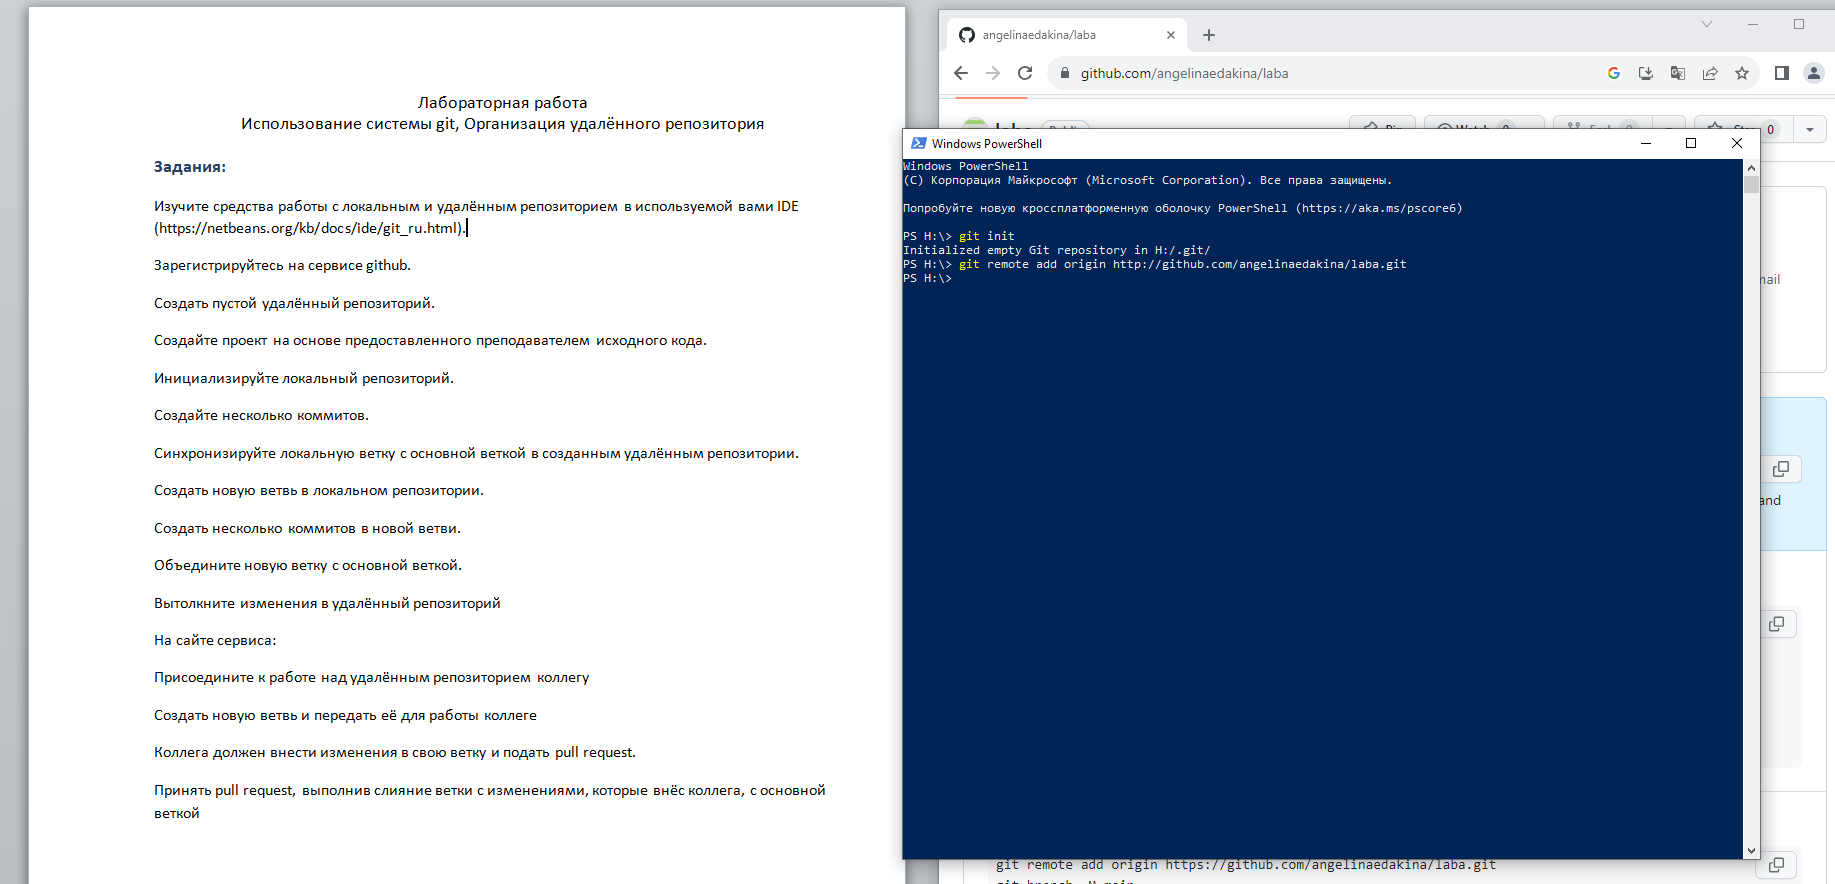 Лабораторная работа
Использование системы git, Организация удалённого репозитория
Задания:
Изучите средства работы с локальным и удалённым репозиторием в используемой вами IDE
(https://netbeans.org/kb/docs/ide/git_ru.html).
Зарегистрируйтесь на сервисе github.
Создать пустой удалённый репозиторий.
Создайте проект на основе предоставленного преподавателем исходного кода.
Инициализируйте локальный репозиторий.
Создайте несколько коммитов.
Синхронизируйте локальную ветку с основной веткой в созданным удалённым репозитории.
Создать новую ветвь в локальном репозитории.
Создать несколько коммитов в новой ветви.
Объедините новую ветку с основной веткой.
Вытолкните изменения в удалённый репозиторий
На сайте сервиса:
Присоедините к работе над удалённым репозиторием коллегу
Создать новую ветвь и передать её для работы коллеге
Коллега должен внести изменения в свою ветку и подать pull request.
Принять pull request, выполнив слияние ветки с изменениями, которые внёс коллега, с основной
веткой
angelinaedakina/laba
github.com/angelinaedakina/laba
0
Windows PowerShell
Windows PowerShell
(C) Корпорация Майкрософт (Microsoft Corporation). Все права защищены.
Попробуйте новую кроссплатформенную оболочку PowerShell (https://aka.ms/pscore6)
PS H:\> git init
Initialized empty Git repository in H:/.git/
PS H:\> git remote add origin http://github.com/angelinaedakina/laba.git
PS H:\>
and
git remote add origin https://github.com/angelinaedakina/laba.git